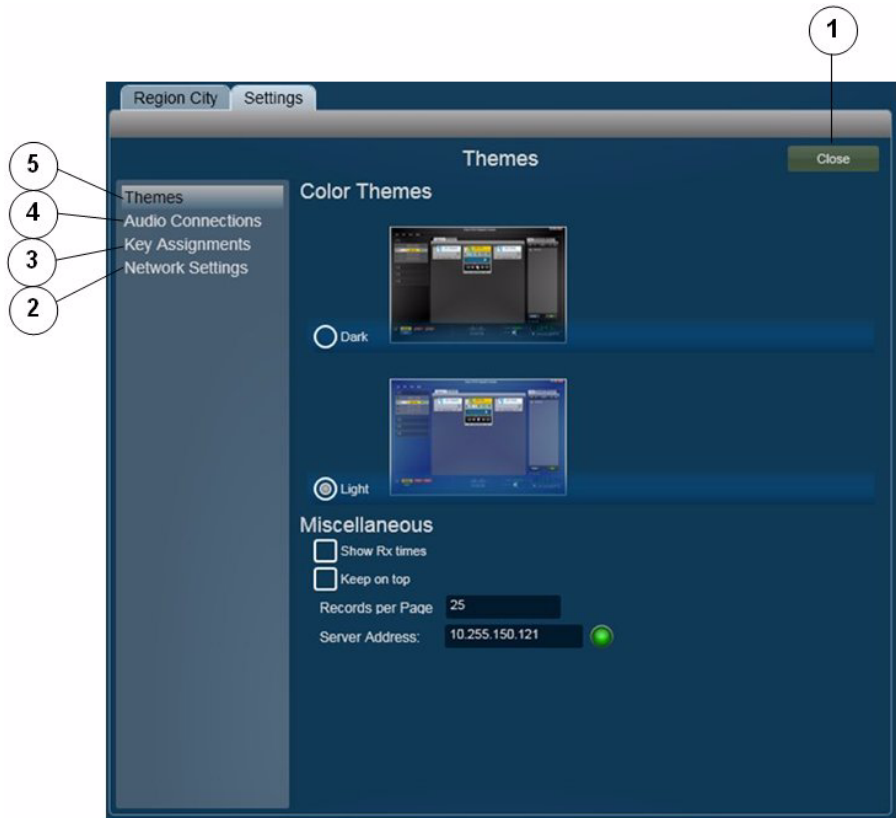 1
Region City Settings
Themes
Close
5
4
3
2
Themes
Audio Connections
Key Assignments
Network Settings
Color Themes
Dark
Light
Miscellaneous
Show Rx times
Keep on top
Records per Page 25
Server Address: 10.255.150.121